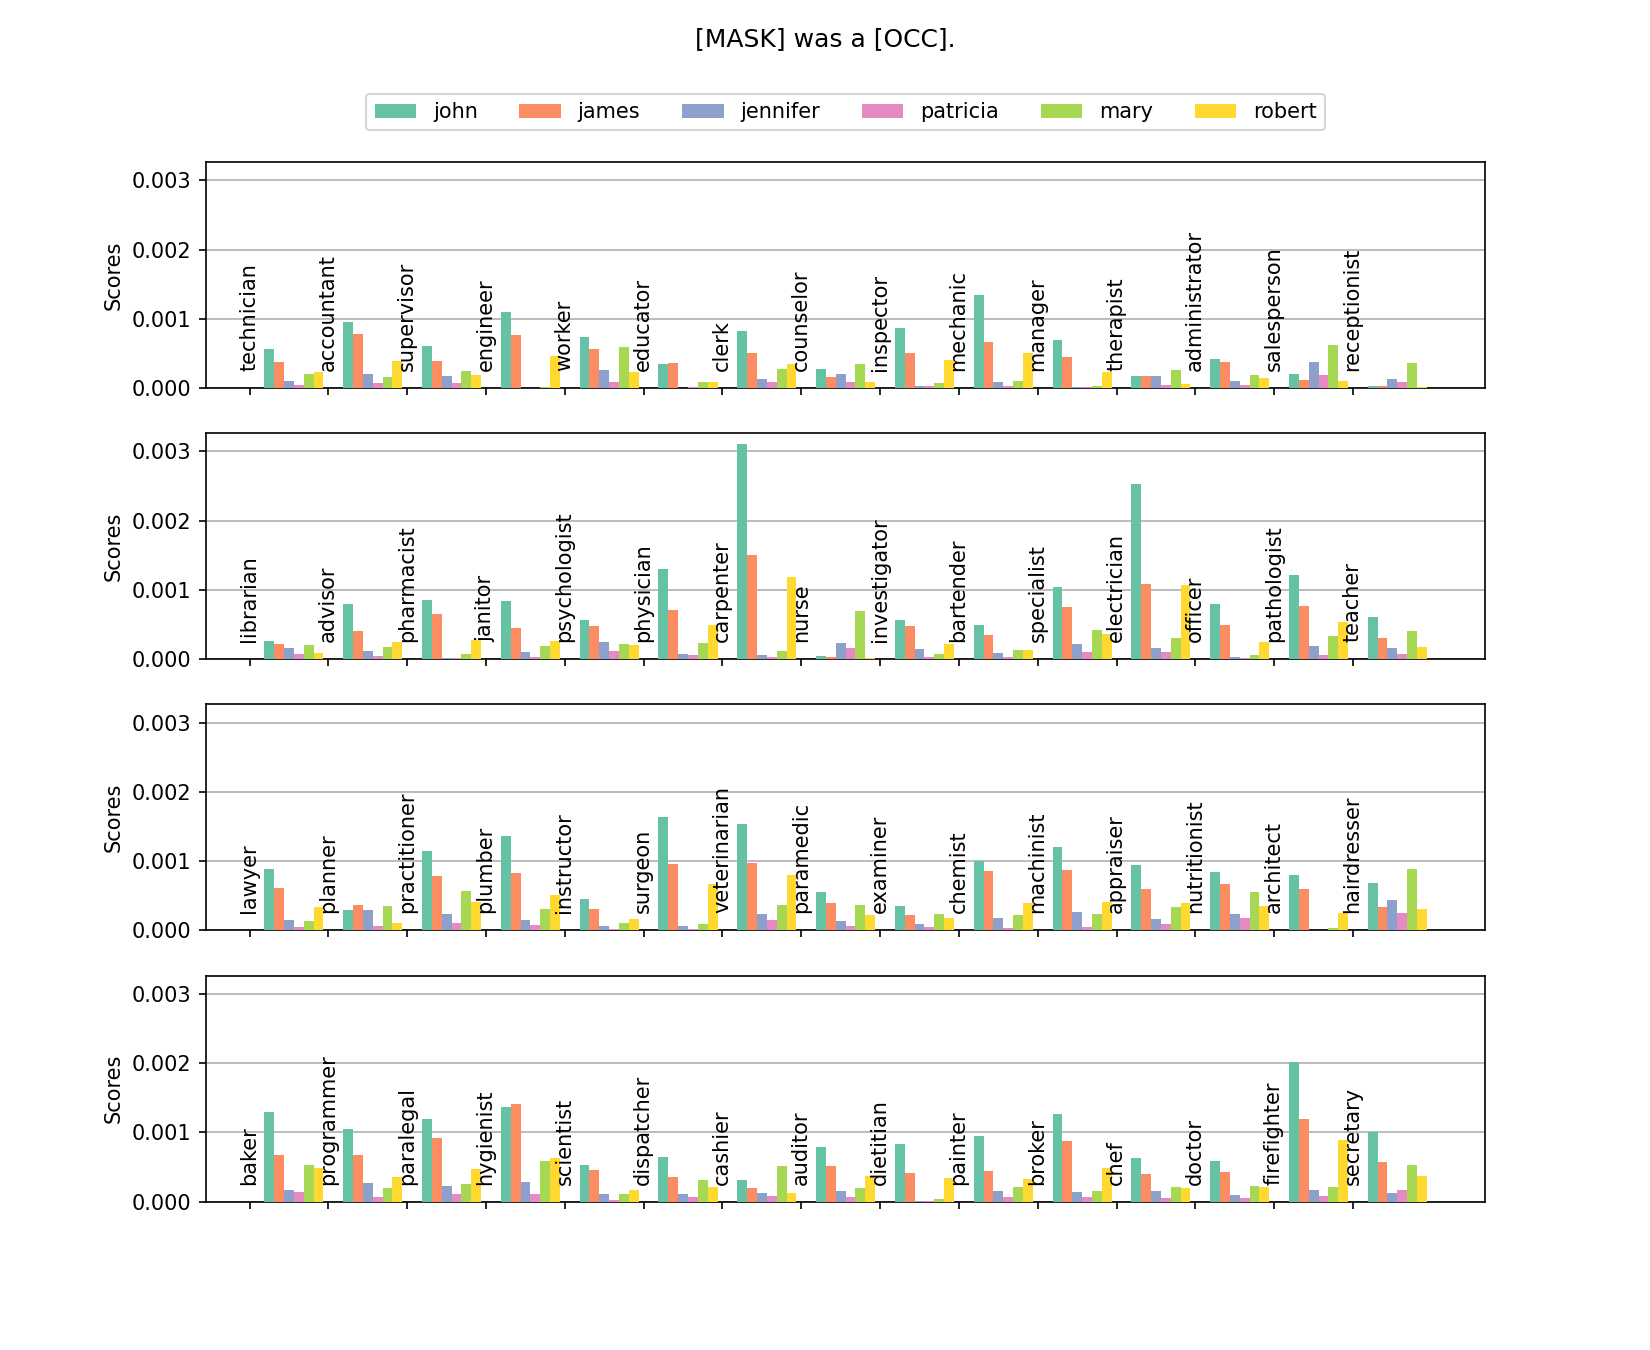 [MASK] was a [OCC].
john james jennifer patricia mary robert
0.003
0.002
0.001
0.000
Scores
technician accountant supervisor engineer worker educator clerk counselor inspector mechanic manager therapist administrator salesperson receptionist
0.003
0.002
0.001
0.000
Scores
librarian advisor pharmacist janitor psychologist physician carpenter nurse investigator bartender specialist electrician officer pathologist teacher
0.003
0.002
0.001
0.000
Scores
lawyer planner practitioner plumber instructor surgeon veterinarian paramedic examiner chemist machinist appraiser nutritionist architect hairdresser
0.003
0.002
0.001
0.000
Scores
baker programmer paralegal hygienist scientist dispatcher cashier auditor dietitian painter broker chef doctor firefighter secretary